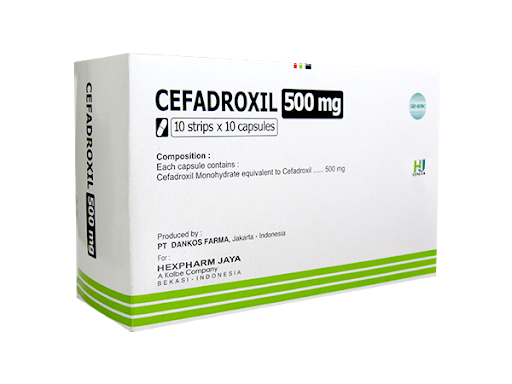 CEFADROXIL 500 mg
10 strips x 10 capsules
Composition :
Each capsule contains :
Cefadroxil Monohydrate equivalent to Cefadroxil ...... 500 mg
Produced by :
PT DANKOS FARMA, Jakarta - Indonesia
For :
HEXPHARM JAYA
A Kalbe Company
BEKASI - INDONESIA
HJ
CEFADROXIL 500 mg